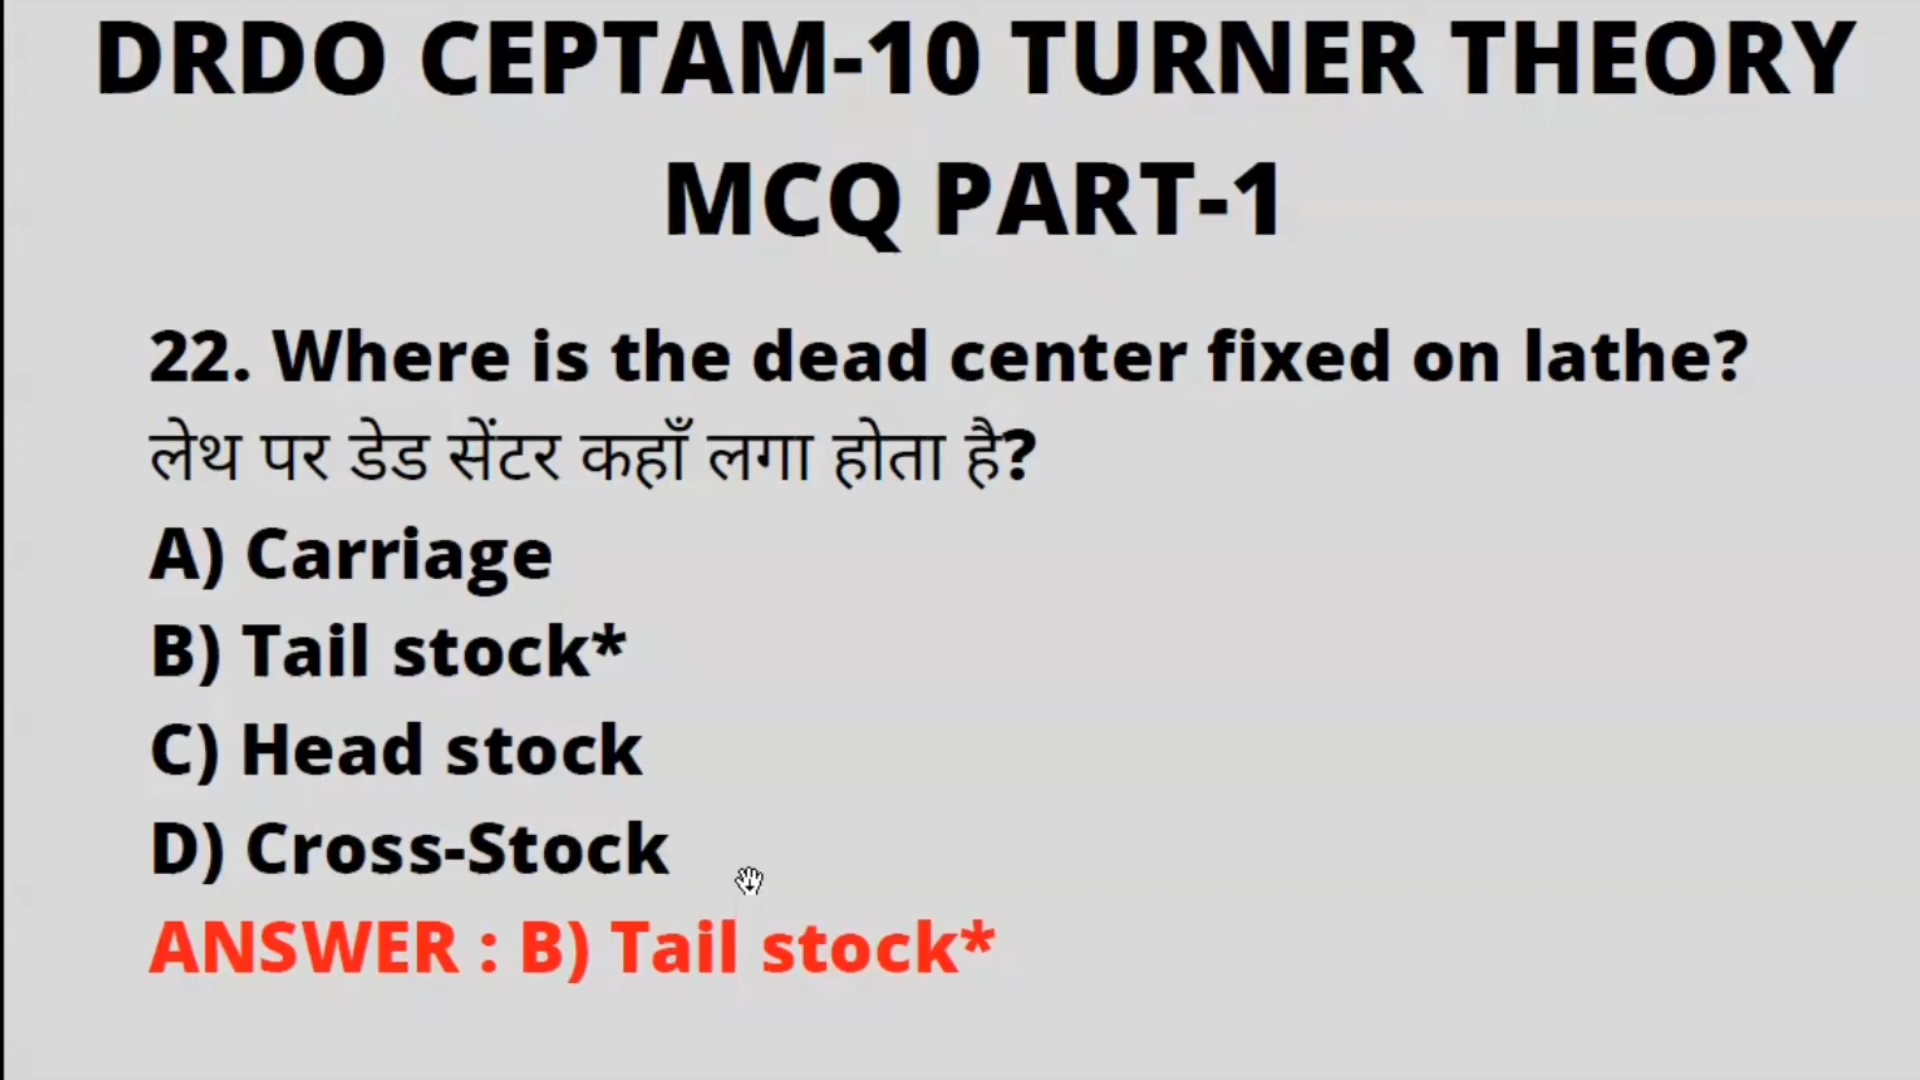 DRDO CEPTAM-10 TURNER THEORY
MCQ PART-1
22. Where is the dead center fixed on lathe?
लेथ पर डेड सेंटर कहाँ लगा होता है?
A) Carriage
B) Tail stock*
C) Head stock
D) Cross-Stock
ANSWER : B) Tail stock*